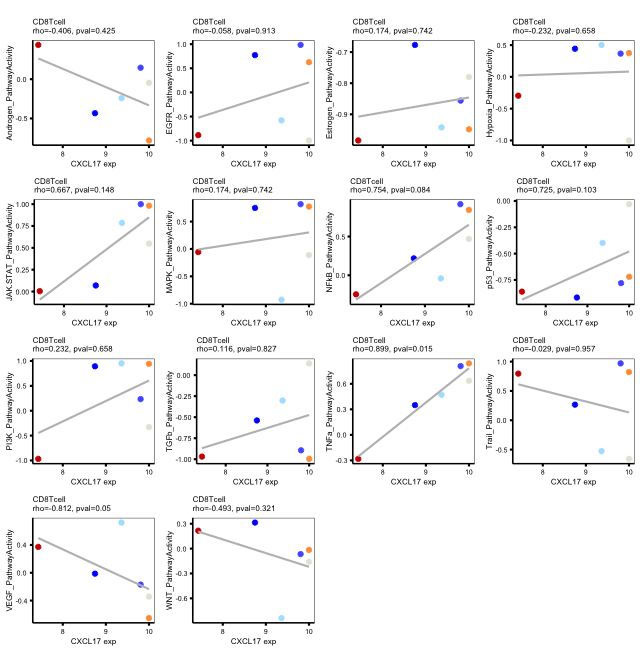 CD8Tcell
rho=-0.406, pval=0.425
Androgen_PathwayActivity
0.0
-0.5
8
9
10
CXCL17 exp
CD8Tcell
rho=-0.058, pval=0.913
EGFR_PathwayActivity
1.0
0.5
0.0
-0.5
-1.0
8
9
10
CXCL17 exp
CD8Tcell
rho=0.174, pval=0.742
Estrogen_PathwayActivity
-0.7
-0.8
-0.9
8
9
10
CXCL17 exp
CD8Tcell
rho=-0.232, pval=0.658
Hypoxia_PathwayActivity
0.5
0.0
-0.5
-1.0
8
9
10
CXCL17 exp
CD8Tcell
rho=0.667, pval=0.148
JAK-STAT_PathwayActivity
1.00
0.75
0.50
0.25
0.00
8
9
10
CXCL17 exp
CD8Tcell
rho=0.174, pval=0.742
MAPK_PathwayActivity
0.5
0.0
-0.5
-1.0
8
9
10
CXCL17 exp
CD8Tcell
rho=0.754, pval=0.084
NFkB_PathwayActivity
0.5
0.0
8
9
10
CXCL17 exp
CD8Tcell
rho=0.725, pval=0.103
p53_PathwayActivity
0.00
-0.25
-0.50
-0.75
8
9
10
CXCL17 exp
CD8Tcell
rho=0.232, pval=0.658
PI3K_PathwayActivity
1.0
0.5
0.0
-0.5
-1.0
8
9
10
CXCL17 exp
CD8Tcell
rho=0.116, pval=0.827
TGFb_PathwayActivity
0.00
-0.25
-0.50
-0.75
-1.00
8
9
10
CXCL17 exp
CD8Tcell
rho=0.899, pval=0.015
TNFa_PathwayActivity
0.6
0.3
0.0
-0.3
8
9
10
CXCL17 exp
CD8Tcell
rho=-0.029, pval=0.957
Trail_PathwayActivity
1.0
0.5
0.0
-0.5
8
9
10
CXCL17 exp
CD8Tcell
rho=-0.812, pval=0.05
VEGF_PathwayActivity
0.4
0.0
-0.4
8
9
10
CXCL17 exp
CD8Tcell
rho=-0.493, pval=0.321
WNT_PathwayActivity
0.3
0.0
-0.3
-0.6
8
9
10
CXCL17 exp